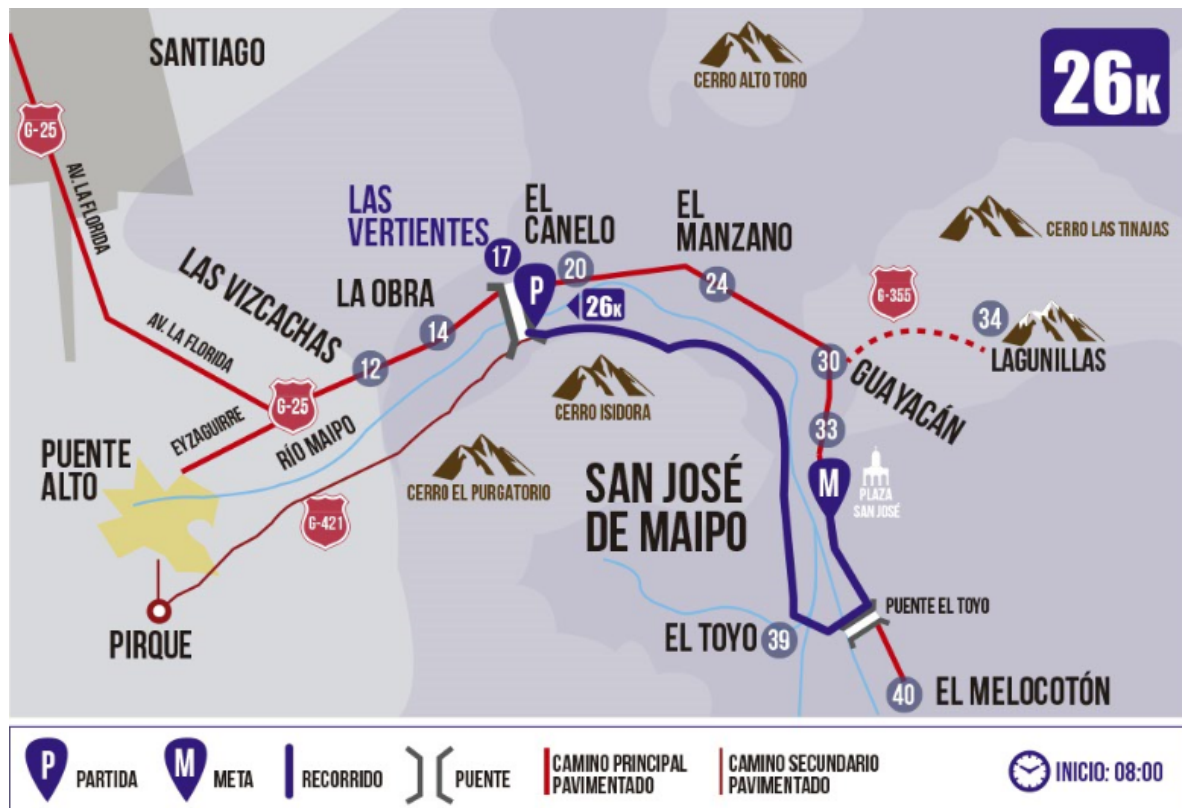 SANTIAGO
CERRO ALTO TORO
26K
G-25
AV. LA FLORIDA
LAS
VERTIENTES
EL
CANELO
EL
MANZANO
CERRO LAS TINAJAS
17
20
P
26K
24
G-355
34
LAGUNILLAS
LAS VIZCACHAS
LA OBRA
14
12
AV. LA FLORIDA
30
GUAYACÁN
CERRO ISIDORA
G-25
EYZAGUIRRE
RÍO MAIPO
33
M
PLAZA
SAN JOSÉ
PUENTE
ALTO
CERRO EL PURGATORIO
SAN JOSÉ
DE MAIPO
G-421
PIRQUE
PUENTE EL TOYO
EL TOYO
39
40
EL MELOCOTÓN
P
PARTIDA
M
META
RECORRIDO
PUENTE
CAMINO PRINCIPAL
PAVIMENTADO
CAMINO SECUNDARIO
PAVIMENTADO
INICIO: 08:00